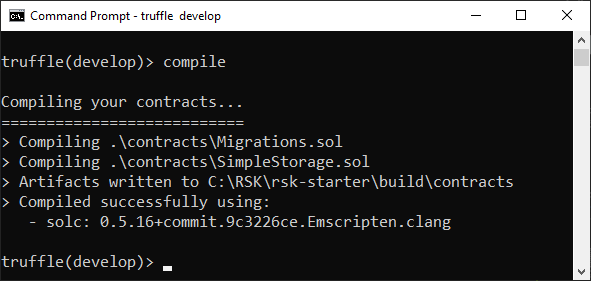 Command Prompt - truffle develop
truffle(develop)> compile
Compiling your contracts...
===========================
> Compiling .\contracts\Migrations.sol
> Compiling .\contracts\SimpleStorage.sol
> Artifacts written to C:\RSK\rsk-starter\build\contracts
> Compiled successfully using:
   - solc: 0.5.16+commit.9c3226ce.Emscripten.clang
truffle(develop)>